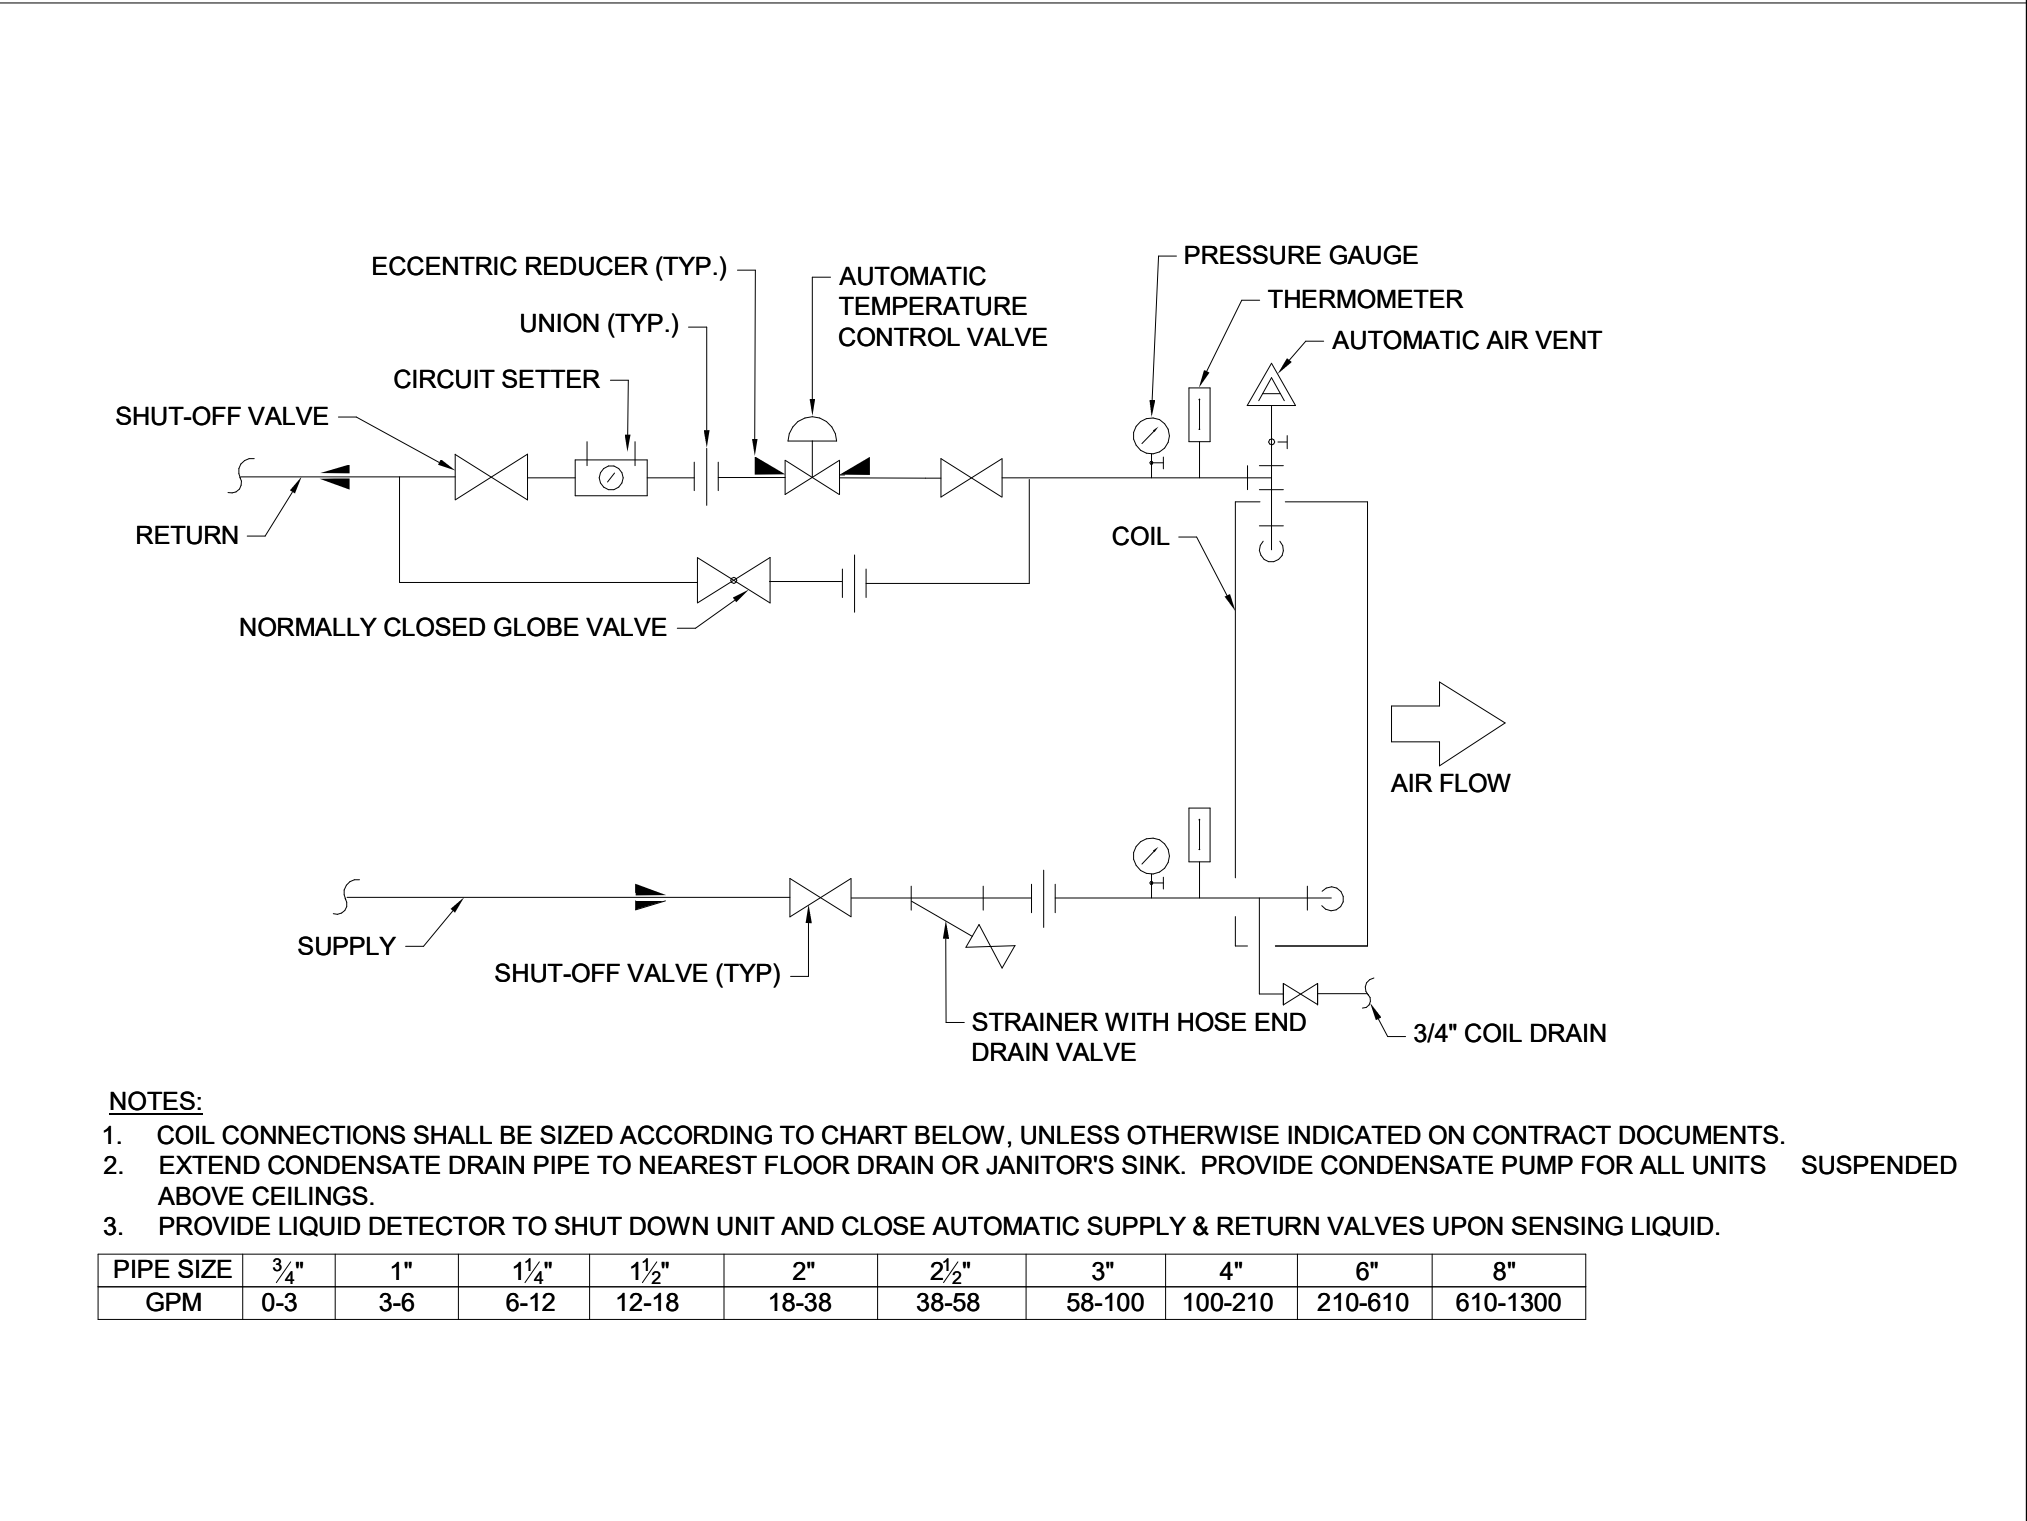 ECCENTRIC REDUCER (TYP.)
PRESSURE GAUGE
AUTOMATIC
TEMPERATURE
CONTROL VALVE
THERMOMETER
UNION (TYP.)
AUTOMATIC AIR VENT
CIRCUIT SETTER
SHUT-OFF VALVE
A
RETURN
COIL
NORMALLY CLOSED GLOBE VALVE
AIR FLOW
SUPPLY
SHUT-OFF VALVE (TYP)
STRAINER WITH HOSE END
DRAIN VALVE
3/4" COIL DRAIN
NOTES:
1. COIL CONNECTIONS SHALL BE SIZED ACCORDING TO CHART BELOW, UNLESS OTHERWISE INDICATED ON CONTRACT DOCUMENTS.
2. EXTEND CONDENSATE DRAIN PIPE TO NEAREST FLOOR DRAIN OR JANITOR'S SINK. PROVIDE CONDENSATE PUMP FOR ALL UNITS SUSPENDED
ABOVE CEILINGS.
3. PROVIDE LIQUID DETECTOR TO SHUT DOWN UNIT AND CLOSE AUTOMATIC SUPPLY & RETURN VALVES UPON SENSING LIQUID.
PIPE SIZE 3/4" 1" 1 1/4" 1 1/2" 2" 2 1/2" 3" 4" 6" 8"
GPM 0-3 3-6 6-12 12-18 18-38 38-58 58-100 100-210 210-610 610-1300